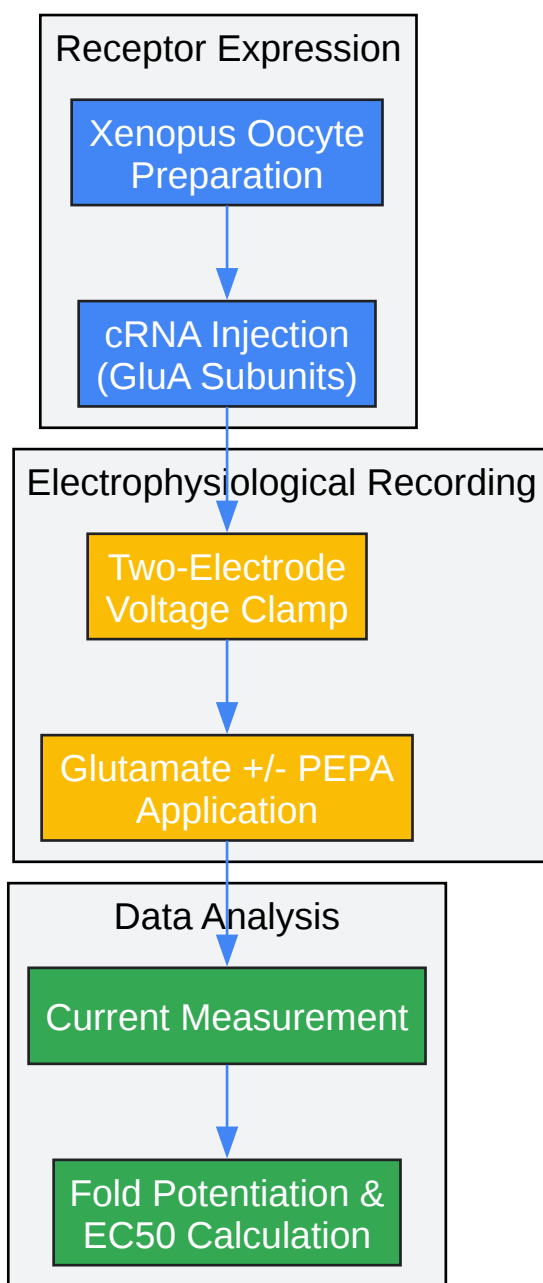 Receptor Expression
Xenopus Oocyte
Preparation
cRNA Injection
(GluA Subunits)
Electrophysiological Recording
Two-Electrode
Voltage Clamp
Glutamate +/- PEPA
Application
Data Analysis
Current Measurement
Fold Potentiation &
EC50 Calculation